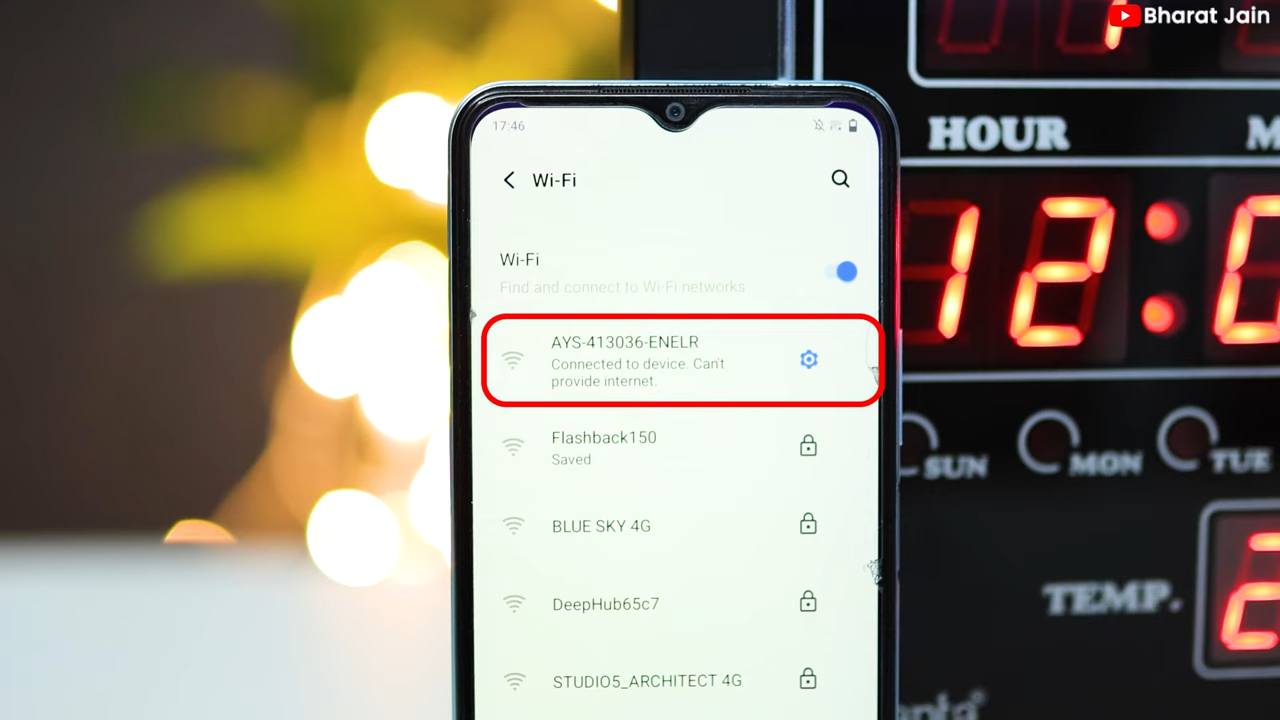 Bharat Jain
HOUR
17:46
Wi-Fi
Wi-Fi
Find and connect to Wi-Fi networks
12:0
AYS-413036-ENELR
Connected to device. Can't
provide internet.
Flashback150
Saved
SUN MON TUE
BLUE SKY 4G
DeepHub65c7
TEMP.
2
STUDIO5_ARCHITECT 4G